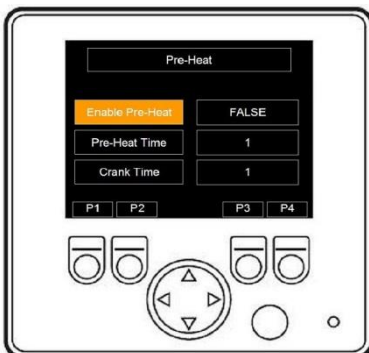 Pre-Heat
Enable Pre-Heat FALSE
Pre-Heat Time 1
Crank Time 1
P1 P2 P3 P4